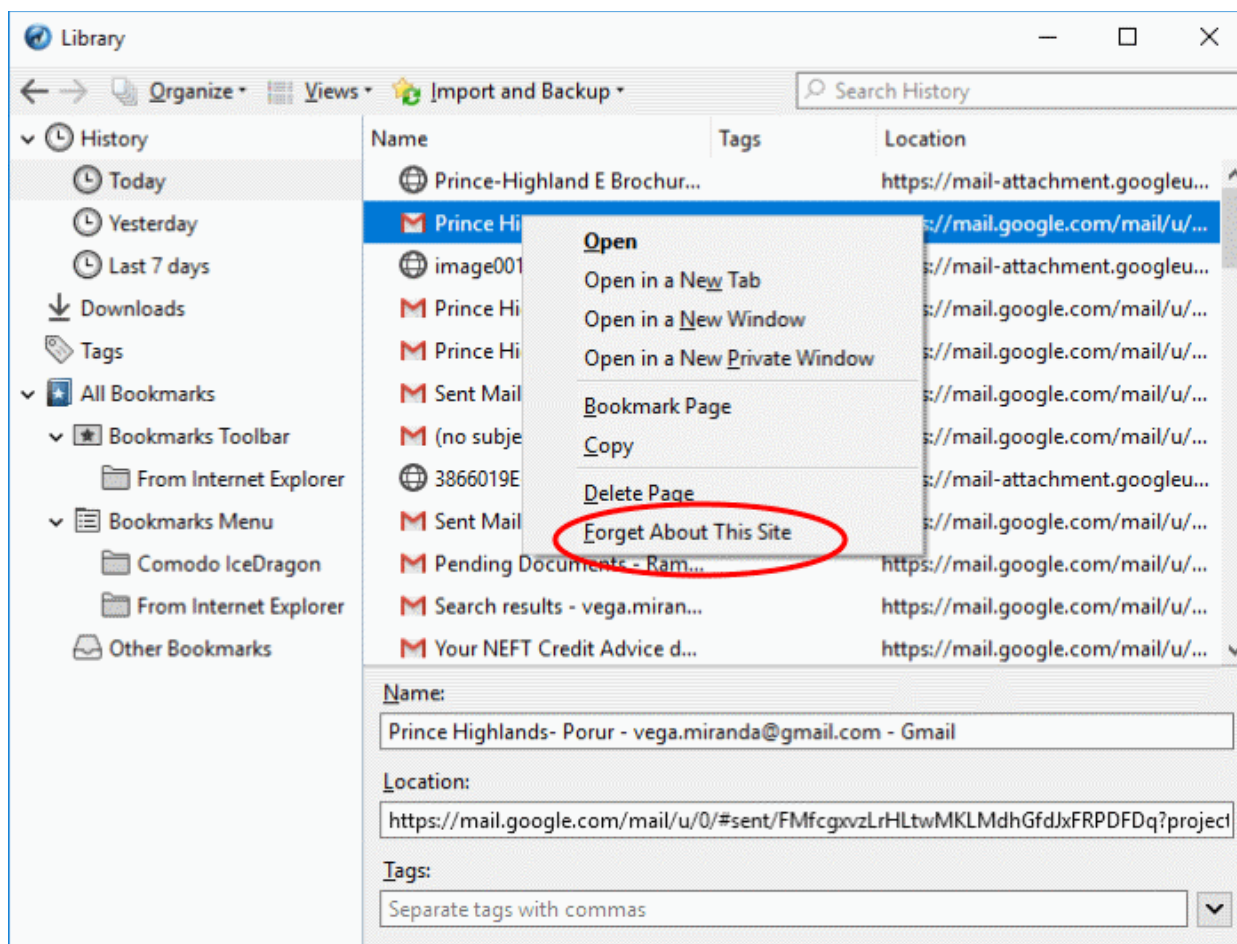 Library
Organize Views Import and Backup Search History
History
Today
Yesterday
Last 7 days
Downloads
Tags
All Bookmarks
Bookmarks Toolbar
From Internet Explorer
Bookmarks Menu
Comodo IceDragon
From Internet Explorer
Other Bookmarks
Name Tags Location
Prince-Highland E Brochur... https://mail-attachment.googleu...
Prince Hi s://mail.google.com/mail/u/...
image001 s://mail-attachment.googleu...
Prince Hi s://mail.google.com/mail/u/...
Prince Hi s://mail.google.com/mail/u/...
Sent Mail s://mail.google.com/mail/u/...
(no subje s://mail.google.com/mail/u/...
3866019E s://mail-attachment.googleu...
Sent Mail s://mail.google.com/mail/u/...
Pending Documents - Ram... https://mail.google.com/mail/u/...
Search results - vega.miran... https://mail.google.com/mail/u/...
Your NEFT Credit Advice d... https://mail.google.com/mail/u/...
Open
Open in a New Tab
Open in a New Window
Open in a New Private Window
Bookmark Page
Copy
Delete Page
Forget About This Site
Name:
Prince Highlands- Porur - vega.miranda@gmail.com - Gmail
Location:
https://mail.google.com/mail/u/0/#sent/FMfcgxvzLrHLtwMKLMdhGfdJxFRPDFDq?project
Tags:
Separate tags with commas